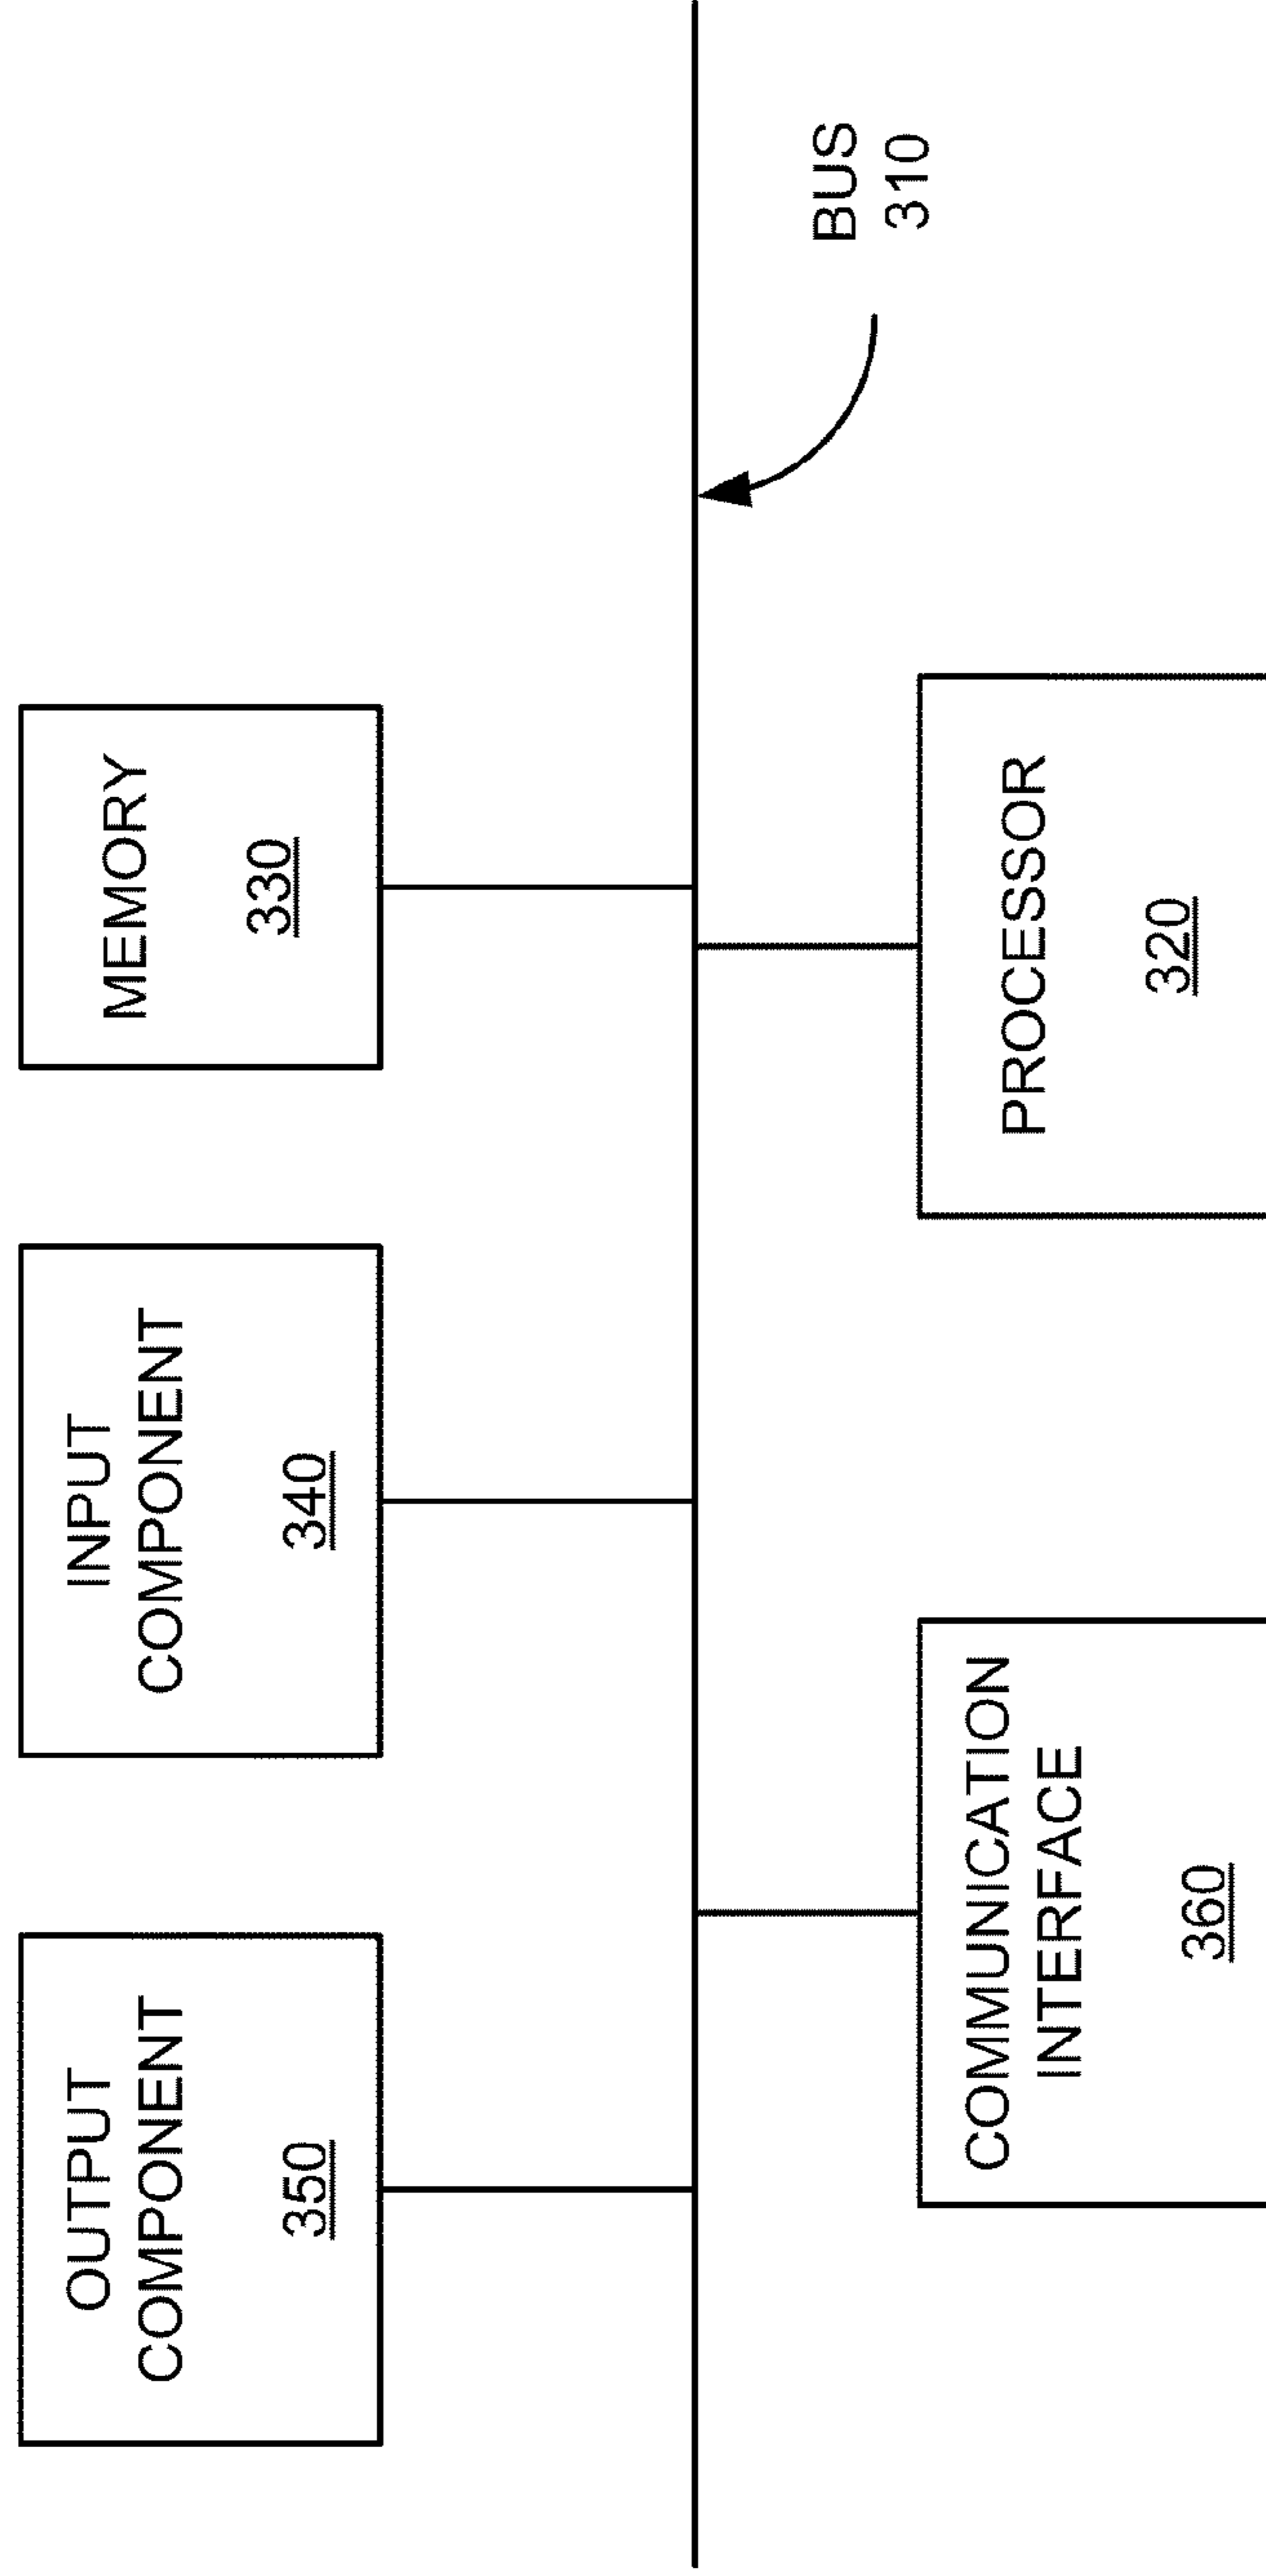 OUTPUT
COMPONENT
350
INPUT
COMPONENT
340
MEMORY
330
COMMUNICATION
INTERFACE
360
PROCESSOR
320
BUS
310